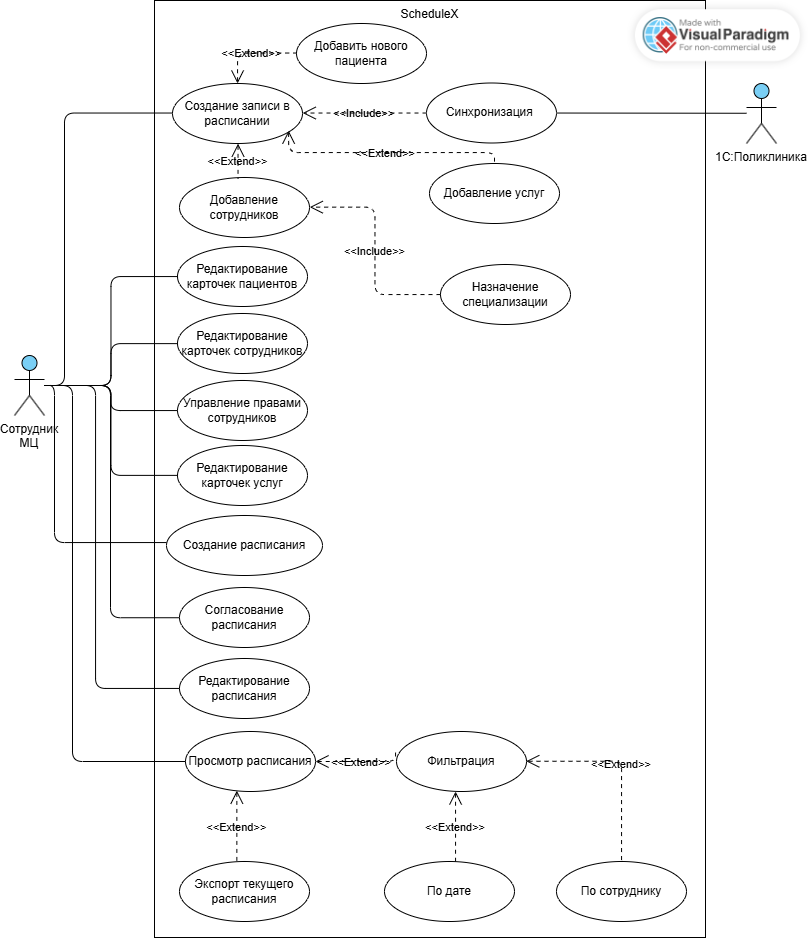 ScheduleX
Made with
VisualParadigm
For non-commercial use
Добавить нового
пациента
<<Extend>>
Создание записи в
расписании
<<Include>>
Синхронизация
1С:Поликлиника
<<Extend>>
<<Extend>>
Добавление
сотрудников
Добавление услуг
<<Include>>
Редактирование
карточек пациентов
Назначение
специализации
Редактирование
карточек сотрудников
Сотрудник
МЦ
Управление правами
сотрудников
Редактирование
карточек услуг
Создание расписания
Согласование
расписания
Редактирование
расписания
Просмотр расписания
<<Extend>>
Фильтрация
<<Extend>>
<<Extend>>
<<Extend>>
Экспорт текущего
расписания
По дате
По сотруднику